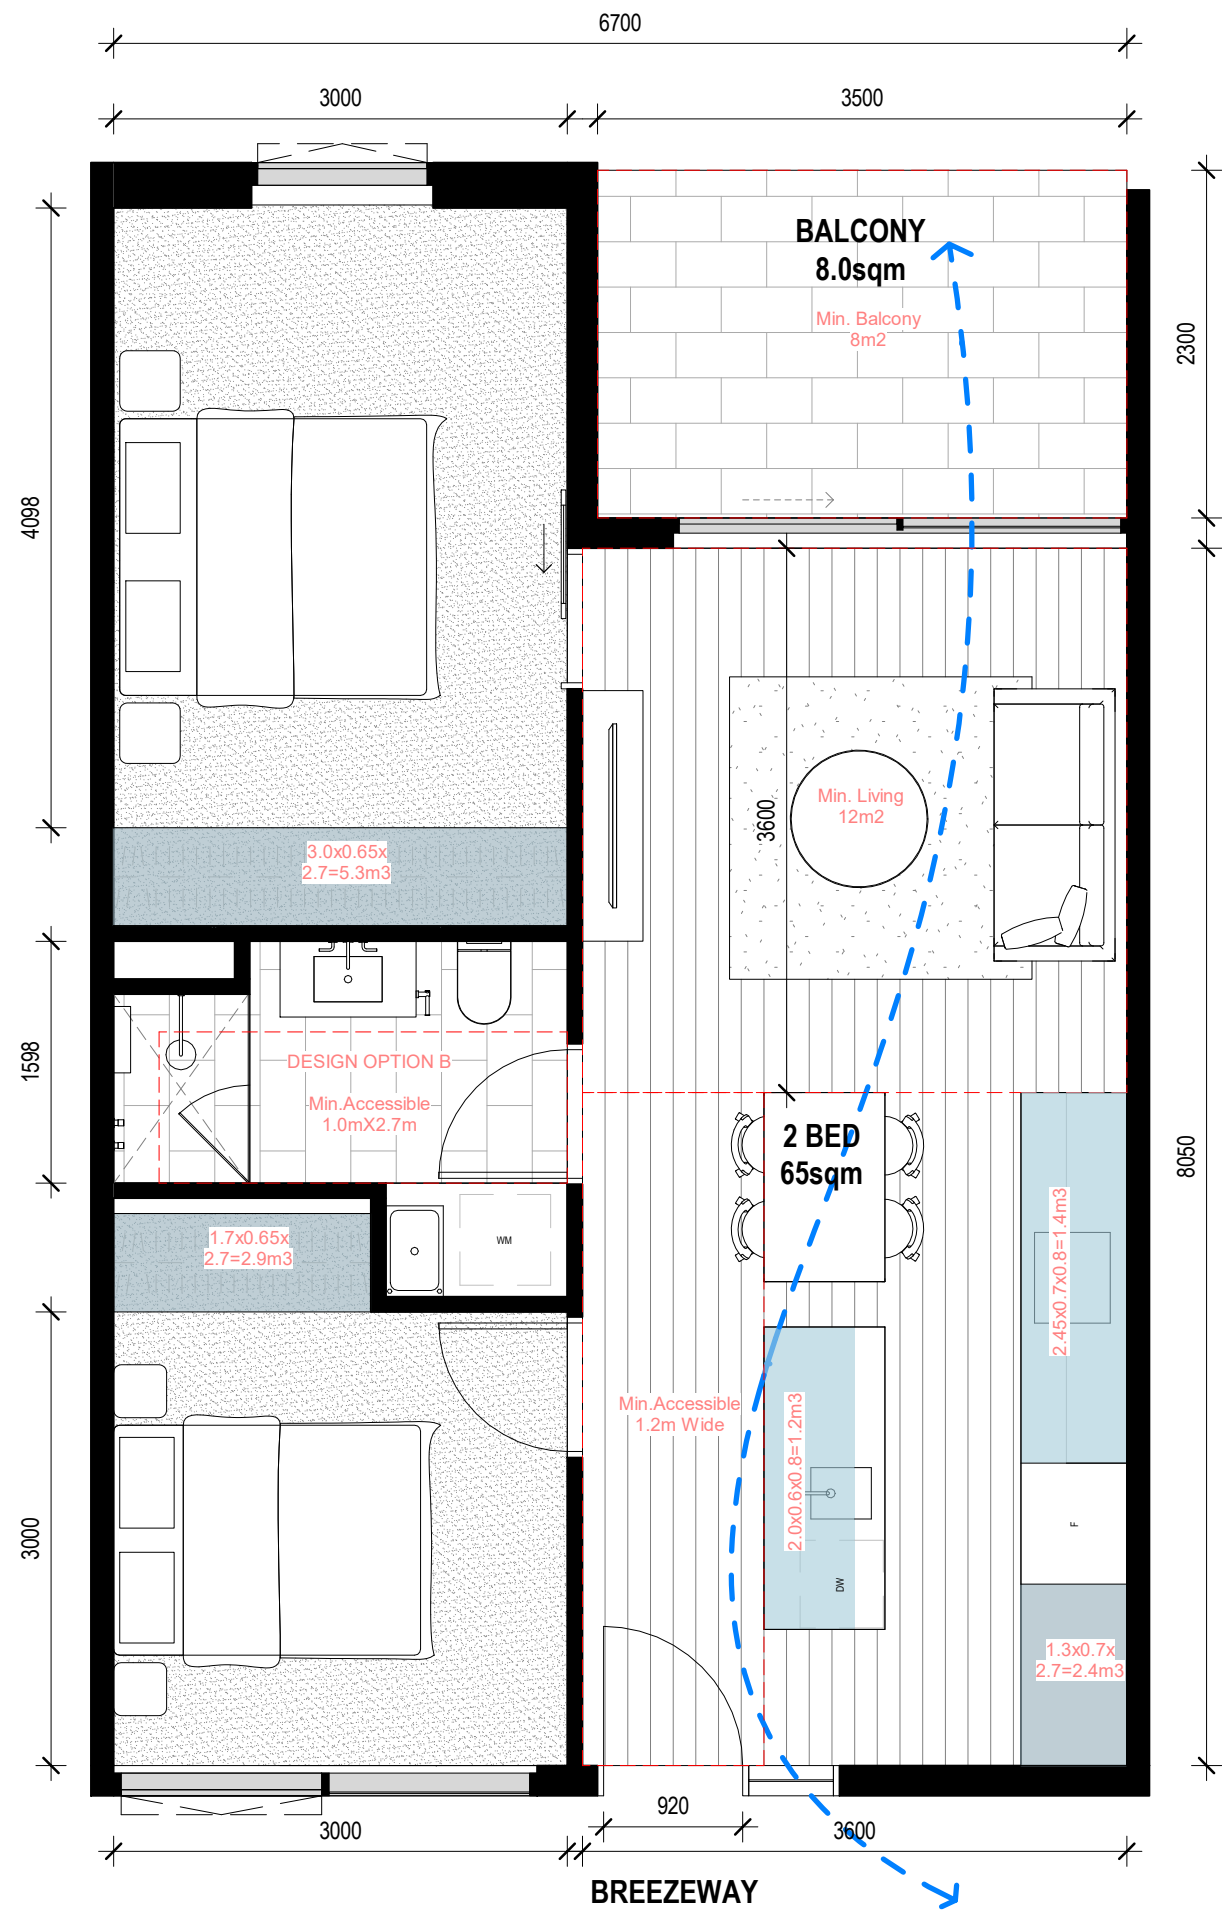 6700
3000
3500
BALCONY
8.0sqm
Min. Balcony
8m2
2300
4098
3600
Min. Living
12m2
3.0x0.65x
2.7=5.3m3
1598
DESIGN OPTION B
Min.Accessible
1.0mX2.7m
2 BED
65sqm
8050
1.7x0.65x
2.7=2.9m3
WM
2.45x0.7x0.8=1.4m3
Min.Accessible
1.2m Wide
2.0x0.6x0.8=1.2m3
3000
F
DW
1.3x0.7x
2.7=2.4m3
920
3000
3600
BREEZEWAY